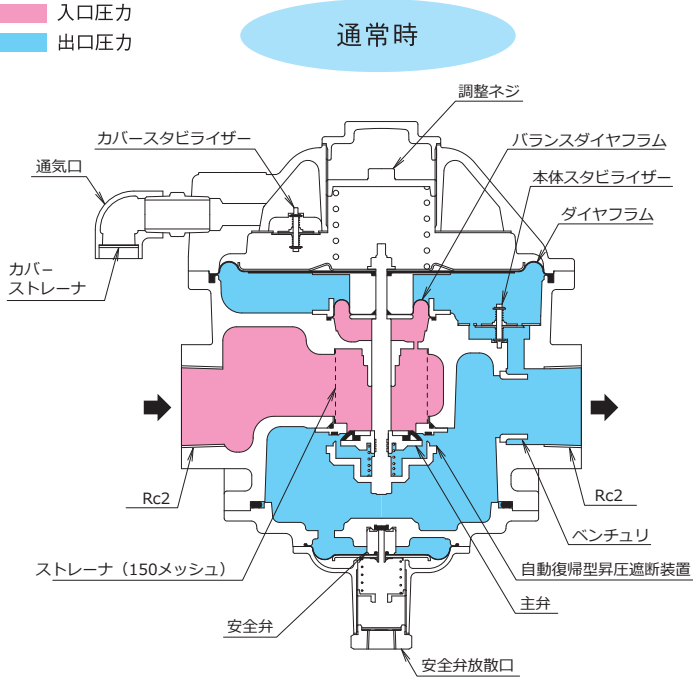 入口圧力
出口圧力
通常時
調整ネジ
カバースタビライザー
バランスダイヤフラム
通気口
本体スタビライザー
ダイヤフラム
カバー
ストレーナ
Rc2
Rc2
ベンチュリ
ストレーナ（150メッシュ）
自動復帰型昇圧遮断装置
主弁
安全弁
安全弁放散口